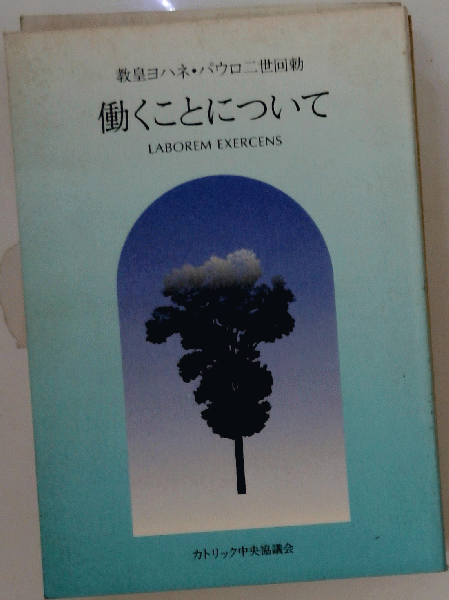 教皇ヨハネ・パウロ二世回勅
働くことについて
LABOREM EXERCENS
カトリック中央協議会